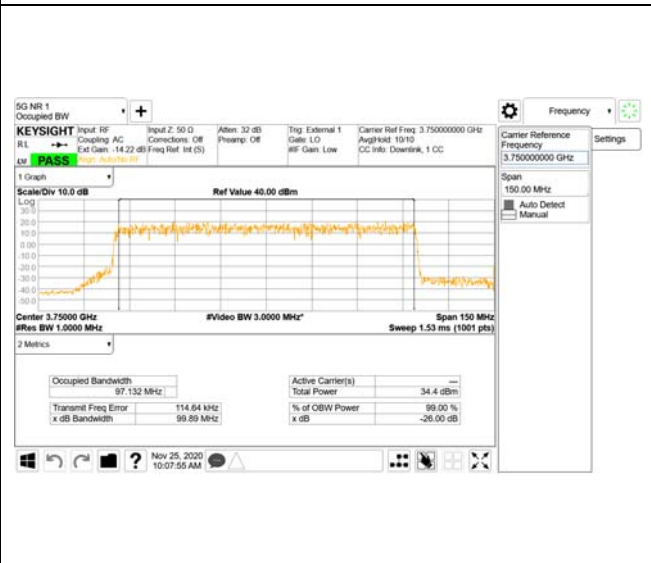 5G NR 1
Occupied BW
Frequency
KEYSIGHT
Input: RF
Coupling: AC
Ext Gain: -14.22 dB
Align: Auto/No RF
Input Z: 50 Ω
Corrections: Off
Freq Ref: Int (S)
Atten: 32 dB
Preamp: Off
Trig: External 1
Gate: LO
#IF Gain: Low
Carrier Ref Freq: 3.750000000 GHz
Avg|Hold: 10/10
CC Info: Downlink, 1 CC
RL
PASS
Carrier Reference
Frequency
3.750000000 GHz
Settings
Span
150.00 MHz
Auto Detect
Manual
1 Graph
Scale/Div 10.0 dB
Ref Value 40.00 dBm
Log
30.0
20.0
10.0
0.00
-10.0
-20.0
-30.0
-40.0
-50.0
Center 3.75000 GHz
#Video BW 3.0000 MHz*
Span 150 MHz
#Res BW 1.0000 MHz
Sweep 1.53 ms (1001 pts)
2 Metrics
Occupied Bandwidth
97.132 MHz
Active Carrier(s) ---
Total Power 34.4 dBm
Transmit Freq Error 114.64 kHz
% of OBW Power 99.00 %
x dB Bandwidth 99.89 MHz
x dB -26.00 dB
Nov 25, 2020
10:07:55 AM